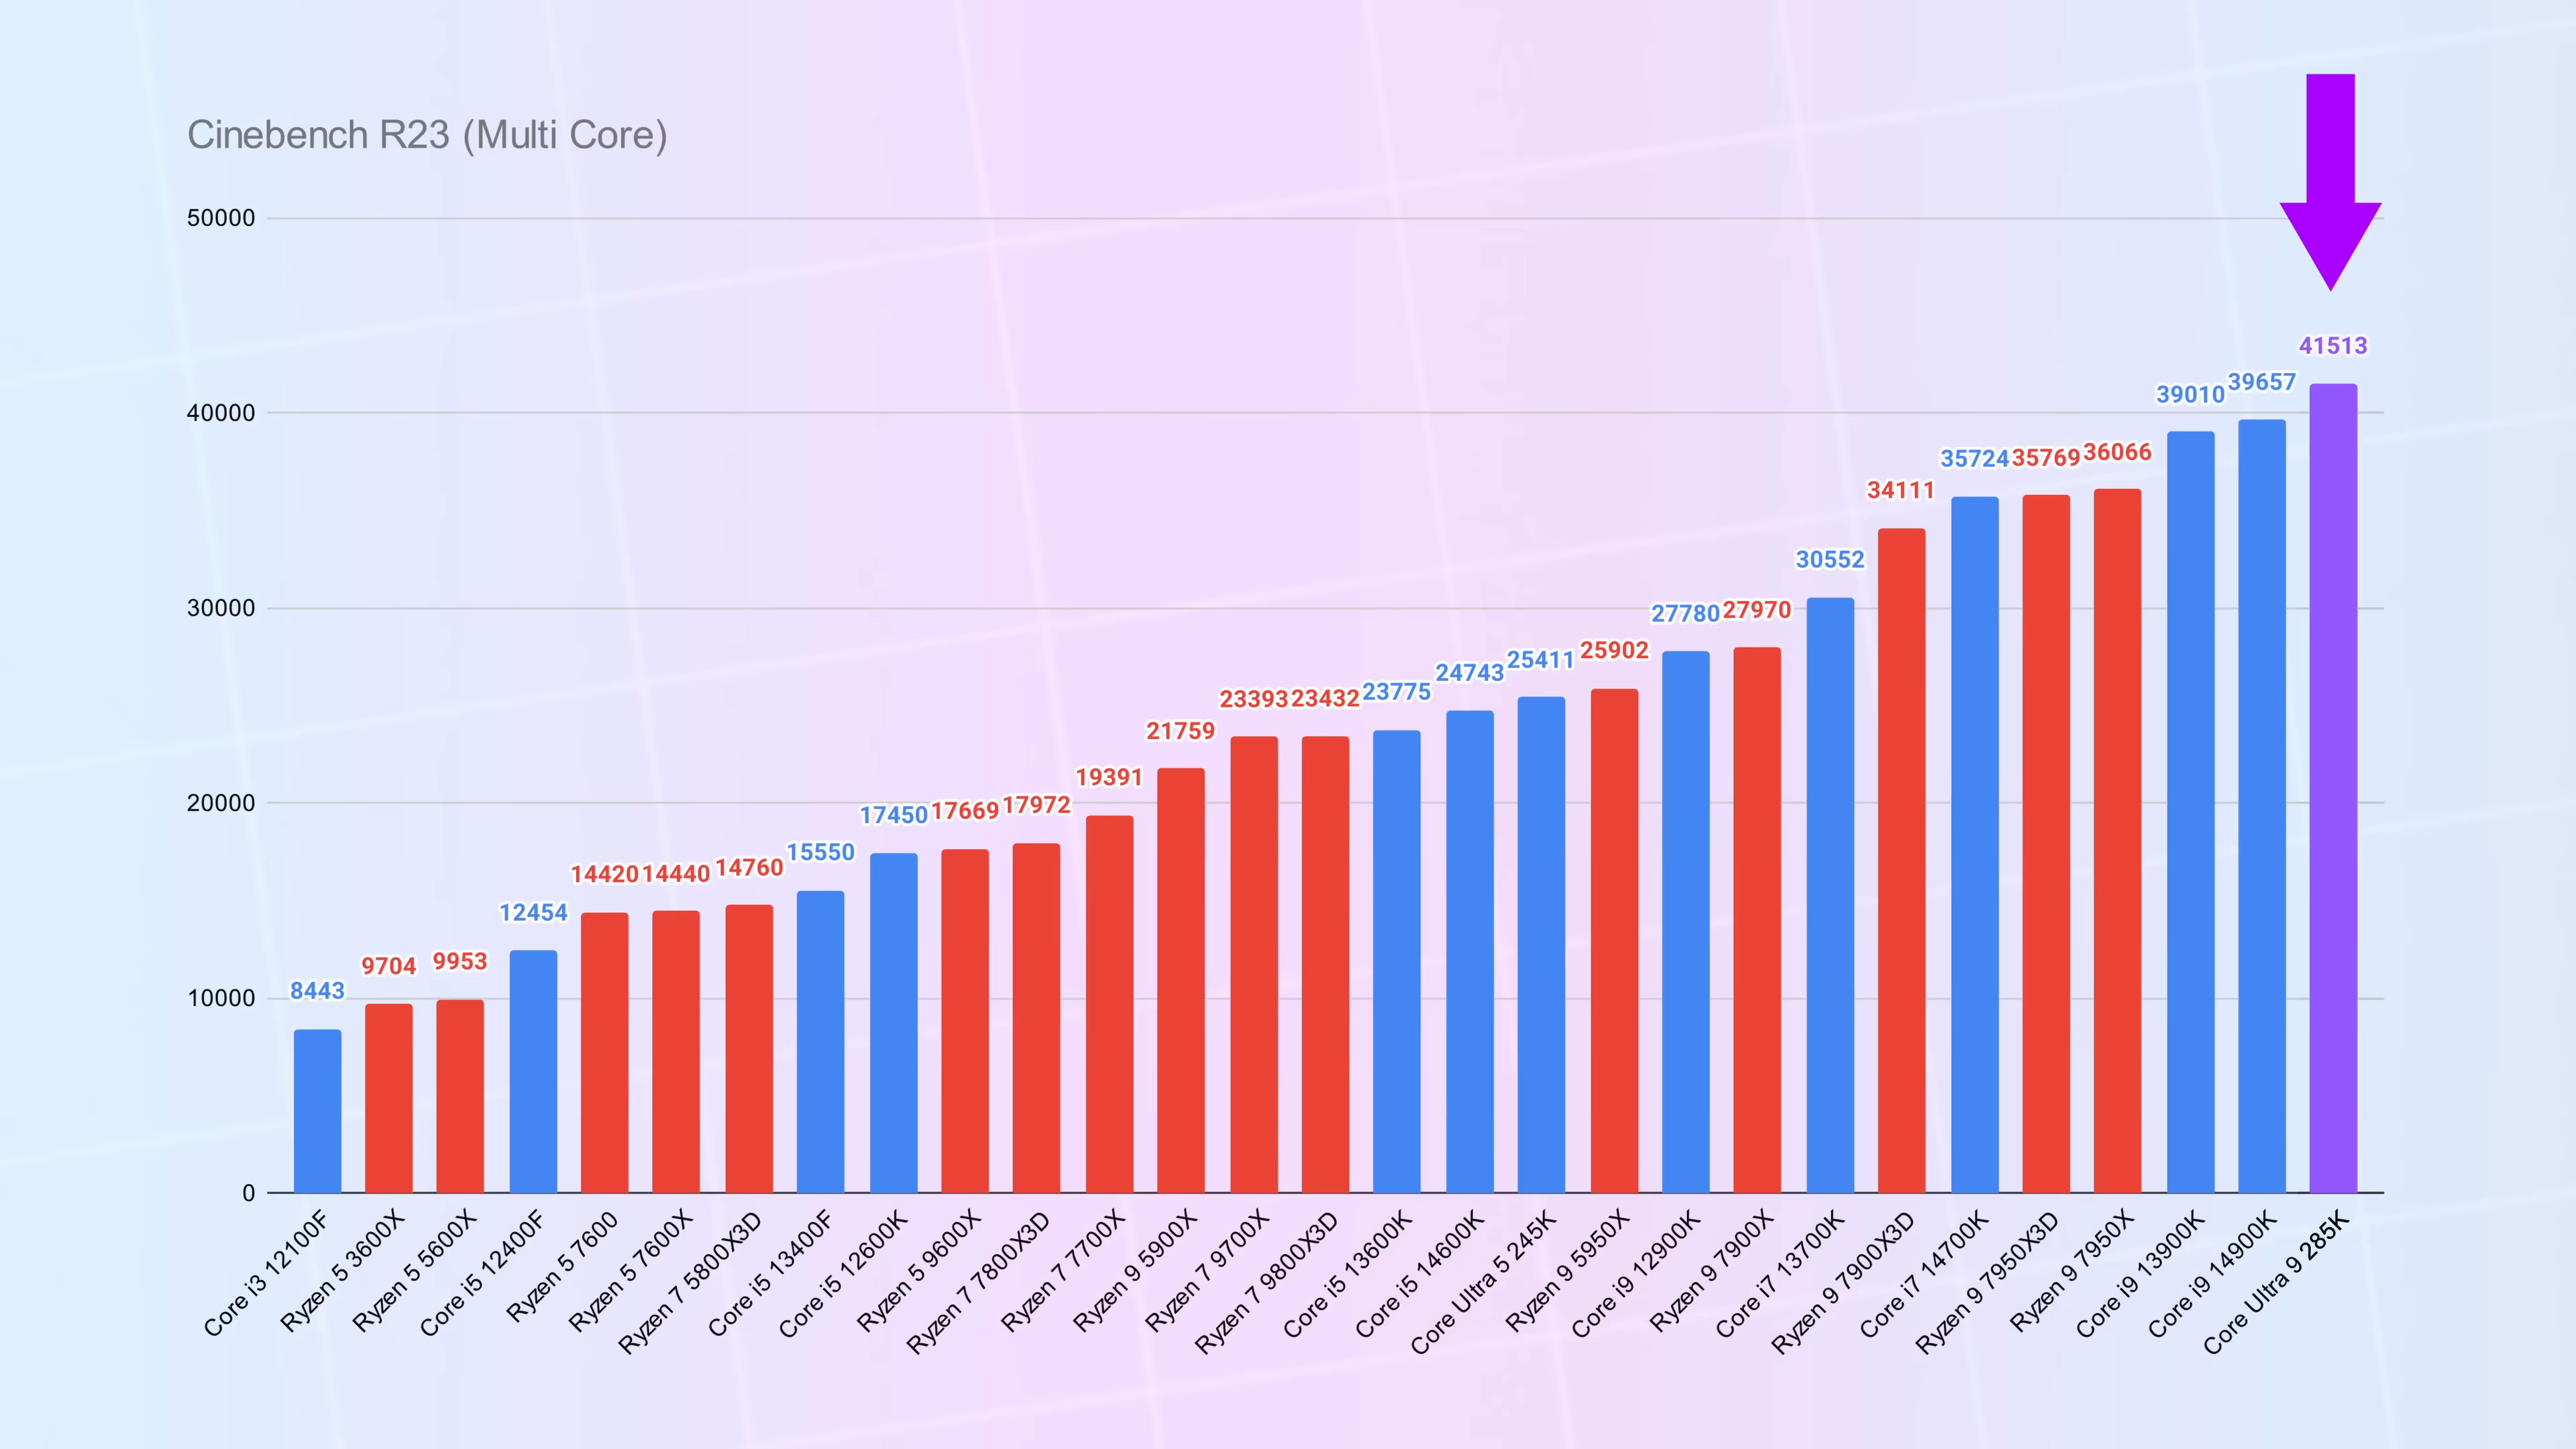 Cinebench R23 (Multi Core)
50000
40000
30000
20000
10000
0
8443
9704
9953
12454
14420
14440
14760
15550
17450
17669
17972
19391
21759
23393
23432
23775
24743
25411
25902
27780
27970
30552
34111
35724
35769
36066
39010
39657
41513
Core i3 12100F
Ryzen 5 3600X
Ryzen 5 5600X
Core i5 12400F
Ryzen 5 7600
Ryzen 5 7600X
Ryzen 7 5800X3D
Core i5 13400F
Core i5 12600K
Ryzen 5 9600X
Ryzen 7 7800X3D
Ryzen 7 7700X
Ryzen 9 5900X
Ryzen 7 9700X
Ryzen 7 9800X3D
Core i5 13600K
Core i5 14600K
Core Ultra 5 245K
Ryzen 9 5950X
Core i9 12900K
Ryzen 9 7900X
Core i7 13700K
Ryzen 9 7900X3D
Core i7 14700K
Ryzen 9 7950X3D
Ryzen 9 7950X
Core i9 13900K
Core i9 14900K
Core Ultra 9 285K